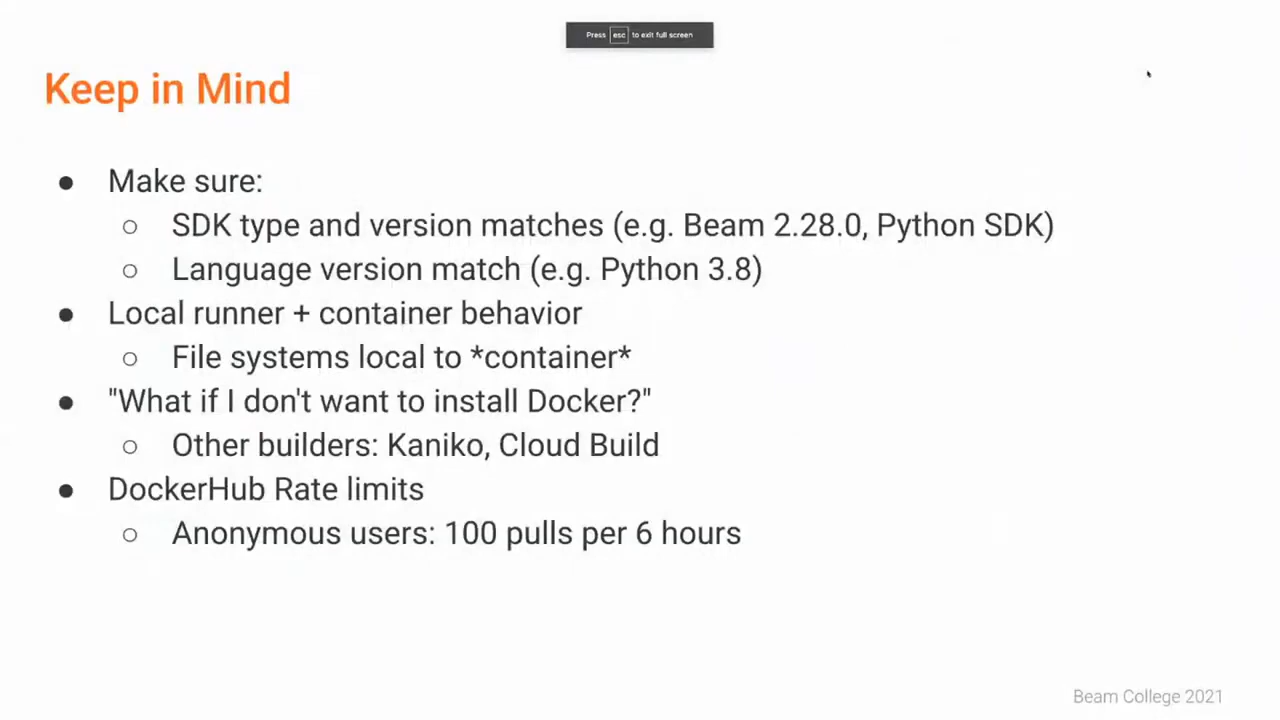 Press esc to exit full screen
Keep in Mind
● Make sure:
○ SDK type and version matches (e.g. Beam 2.28.0, Python SDK)
○ Language version match (e.g. Python 3.8)
● Local runner + container behavior
○ File systems local to *container*
● "What if I don't want to install Docker?"
○ Other builders: Kaniko, Cloud Build
● DockerHub Rate limits
○ Anonymous users: 100 pulls per 6 hours
Beam College 2021